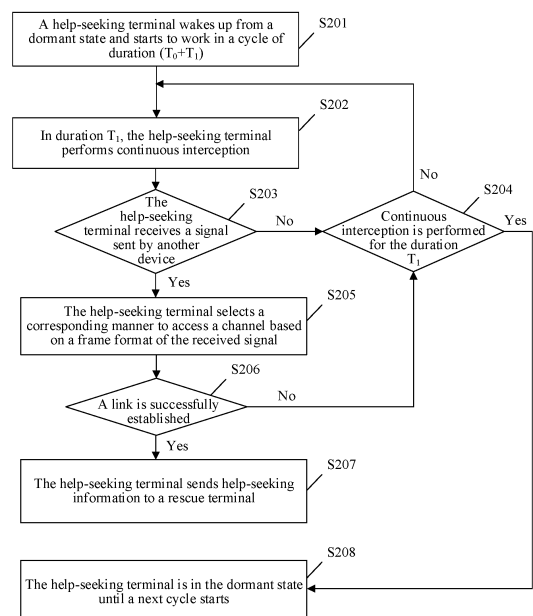 A help-seeking terminal wakes up from a
dormant state and starts to work in a cycle of
duration (T₀+T₁)
S201
S202
In duration T₁, the help-seeking terminal
performs continuous interception
No
S203
S204
The
help-seeking
terminal receives a signal
sent by another
device
No
Continuous
interception is performed
for the duration
T₁
Yes
Yes
S205
The help-seeking terminal selects a
corresponding manner to access a channel based
on a frame format of the received signal
S206
A link is successfully
established
No
Yes
S207
The help-seeking terminal sends help-seeking
information to a rescue terminal
S208
The help-seeking terminal is in the dormant state
until a next cycle starts